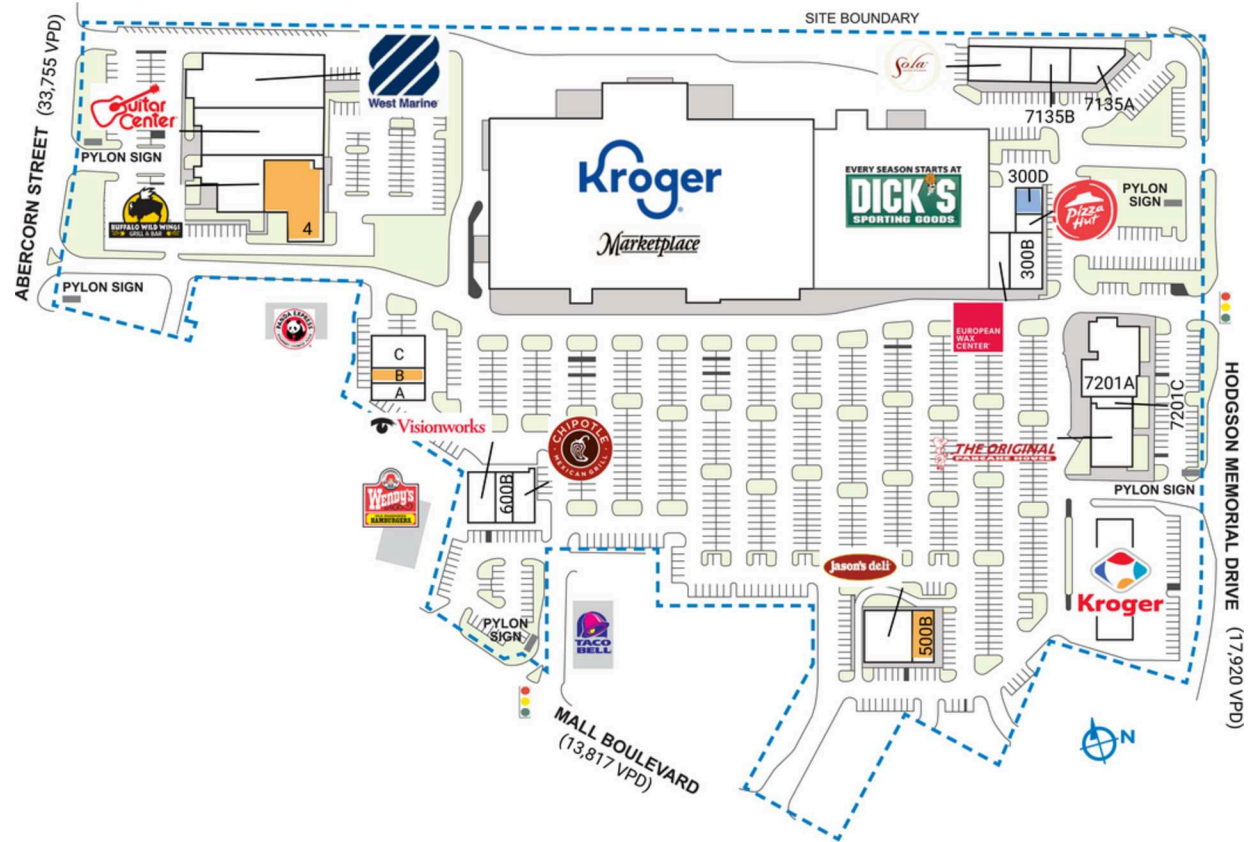 SITE BOUNDARY
ABERCORN STREET (33,755 VPD)
West Marine
Guitar
Center
PYLON SIGN
BUFFALO WILD WINGS
GRILL & BAR
4
PYLON SIGN
Kroger
Marketplace
EVERY SEASON STARTS AT
DICK'S
SPORTING GOODS
Sola
7135B
7135A
300D
Pizza
Hut
PYLON
SIGN
300B
EUROPEAN
WAX
CENTER
PANDA EXPRESS
C
B
A
Visionworks
CHIPOTLE
MEXICAN GRILL
600B
WENDY'S
OLD FASHIONED
HAMBURGERS
PYLON
SIGN
TACO
BELL
MALL BOULEVARD
(13,817 VPD)
Jason's deli
500B
THE ORIGINAL
PANCAKE HOUSE
7201A
7201C
PYLON SIGN
Kroger
HODGSON MEMORIAL DRIVE (17,920 VPD)
N